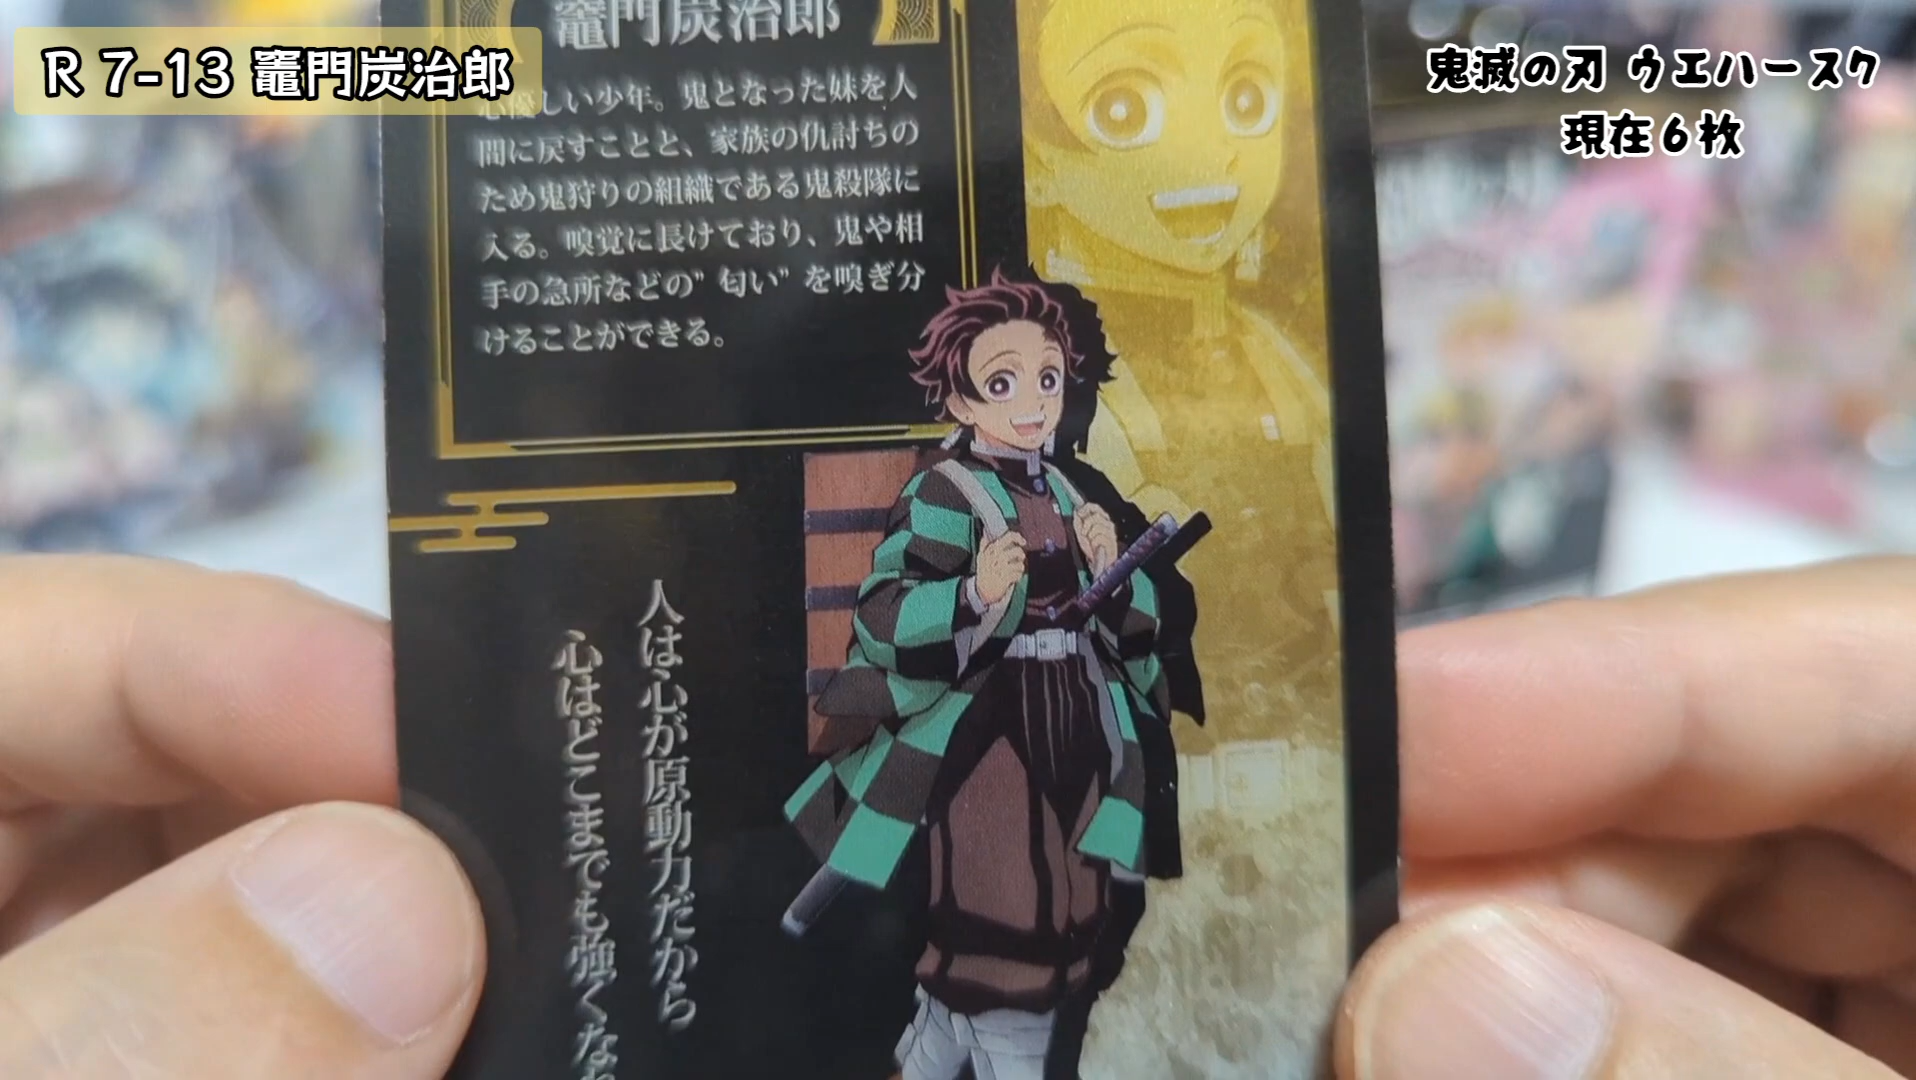 R 7-13 竈門炭治郎
鬼滅の刃 ウエハースク
現在6枚
竈門炭治郎
心優しい少年。鬼となった妹を人
間に戻すことと、家族の仇討ちの
ため鬼狩りの組織である鬼殺隊に
入る。嗅覚に長けており、鬼や相
手の急所などの”匂い”を嗅ぎ分
けることができる。
人は心が原動力だから
心はどこまでも強くな